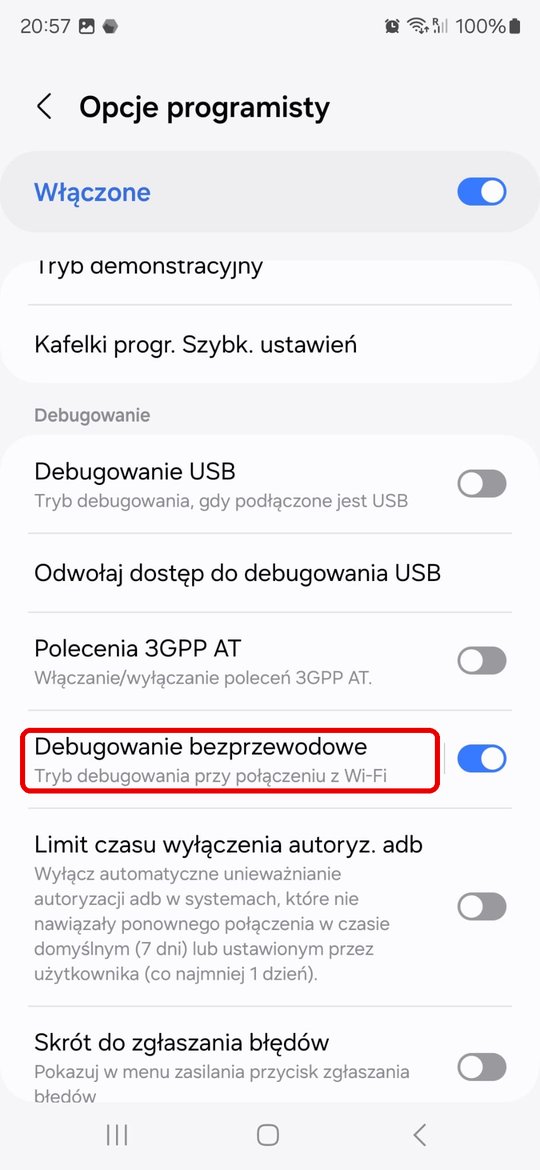 20:57
R
100%
Opcje programisty
Włączone
Tryb demonstracyjny
Kafelki progr. Szybk. ustawień
Debugowanie
Debugowanie USB
Tryb debugowania, gdy podłączone jest USB
Odwołaj dostęp do debugowania USB
Polecenia 3GPP AT
Włączanie/wyłączanie poleceń 3GPP AT.
Debugowanie bezprzewodowe
Tryb debugowania przy połączeniu z Wi-Fi
Limit czasu wyłączenia autoryz. adb
Wyłącz automatyczne unieważnianie
autoryzacji adb w systemach, które nie
nawiązały ponownego połączenia w czasie
domyślnym (7 dni) lub ustawionym przez
użytkownika (co najmniej 1 dzień).
Skrót do zgłaszania błędów
Pokazuj w menu zasilania przycisk zgłaszania
błędów